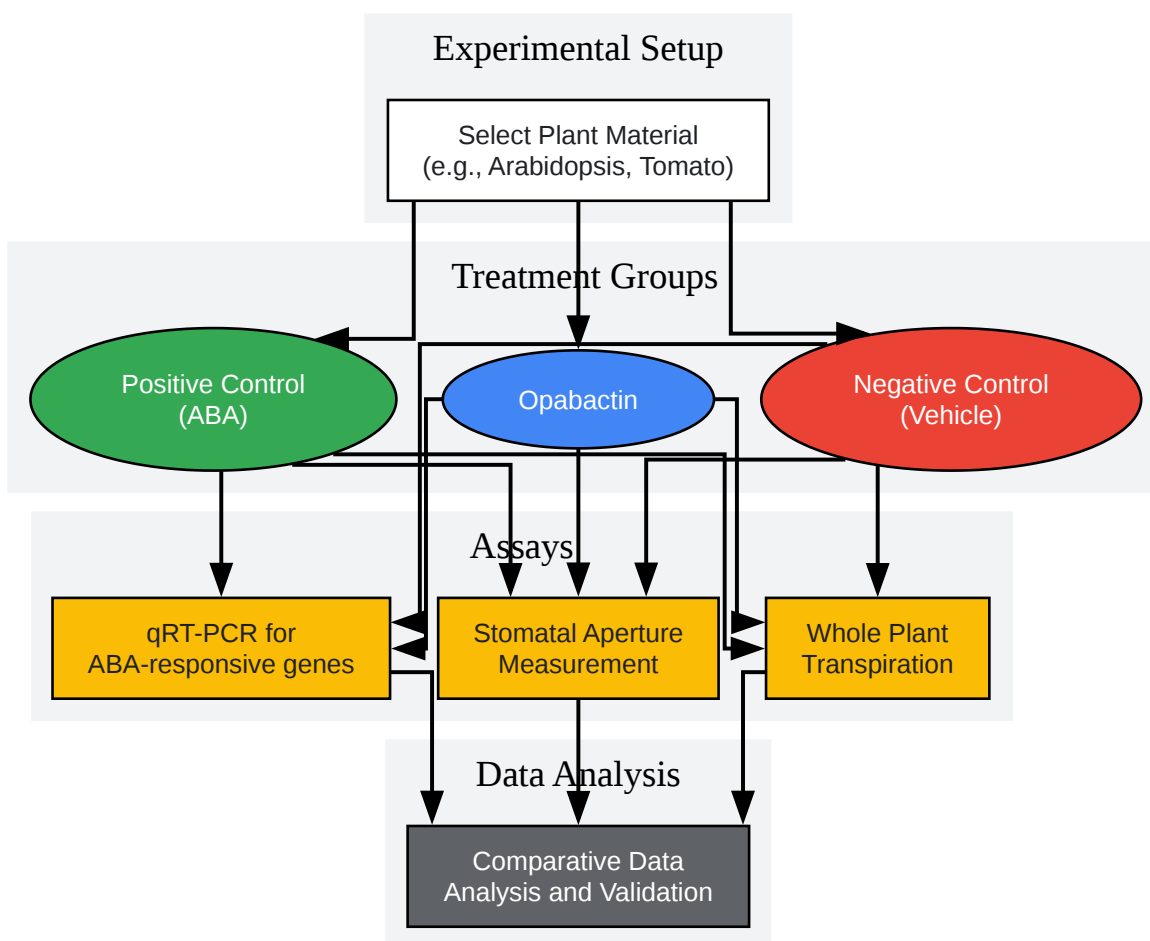 Experimental Setup
Select Plant Material
(e.g., Arabidopsis, Tomato)
Treatment Groups
Positive Control
(ABA)
Opabactin
Negative Control
(Vehicle)
Assays
qRT-PCR for
ABA-responsive genes
Stomatal Aperture
Measurement
Whole Plant
Transpiration
Data Analysis
Comparative Data
Analysis and Validation